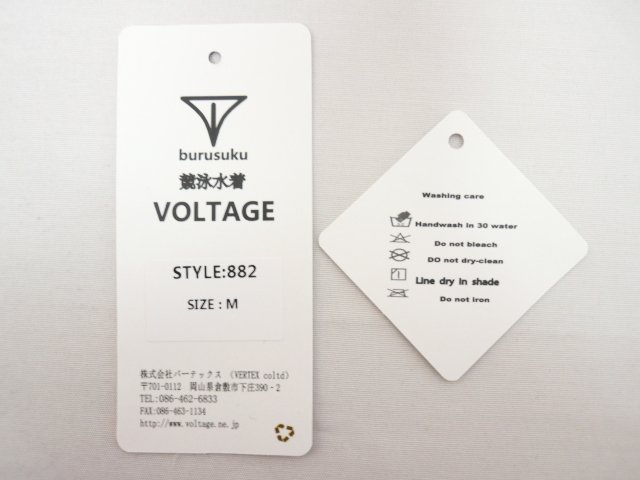 burusuku
競泳水着
VOLTAGE
STYLE:882
SIZE : M
株式会社バーテックス （VERTEX coltd）
〒701-0112　岡山県倉敷市下庄390‐2
TEL:086-462-6833
FAX:086-463-1134
http://www.voltage.ne.jp
Washing care
Handwash in 30 water
Do not bleach
DO not dry-clean
Line dry in shade
Do not iron